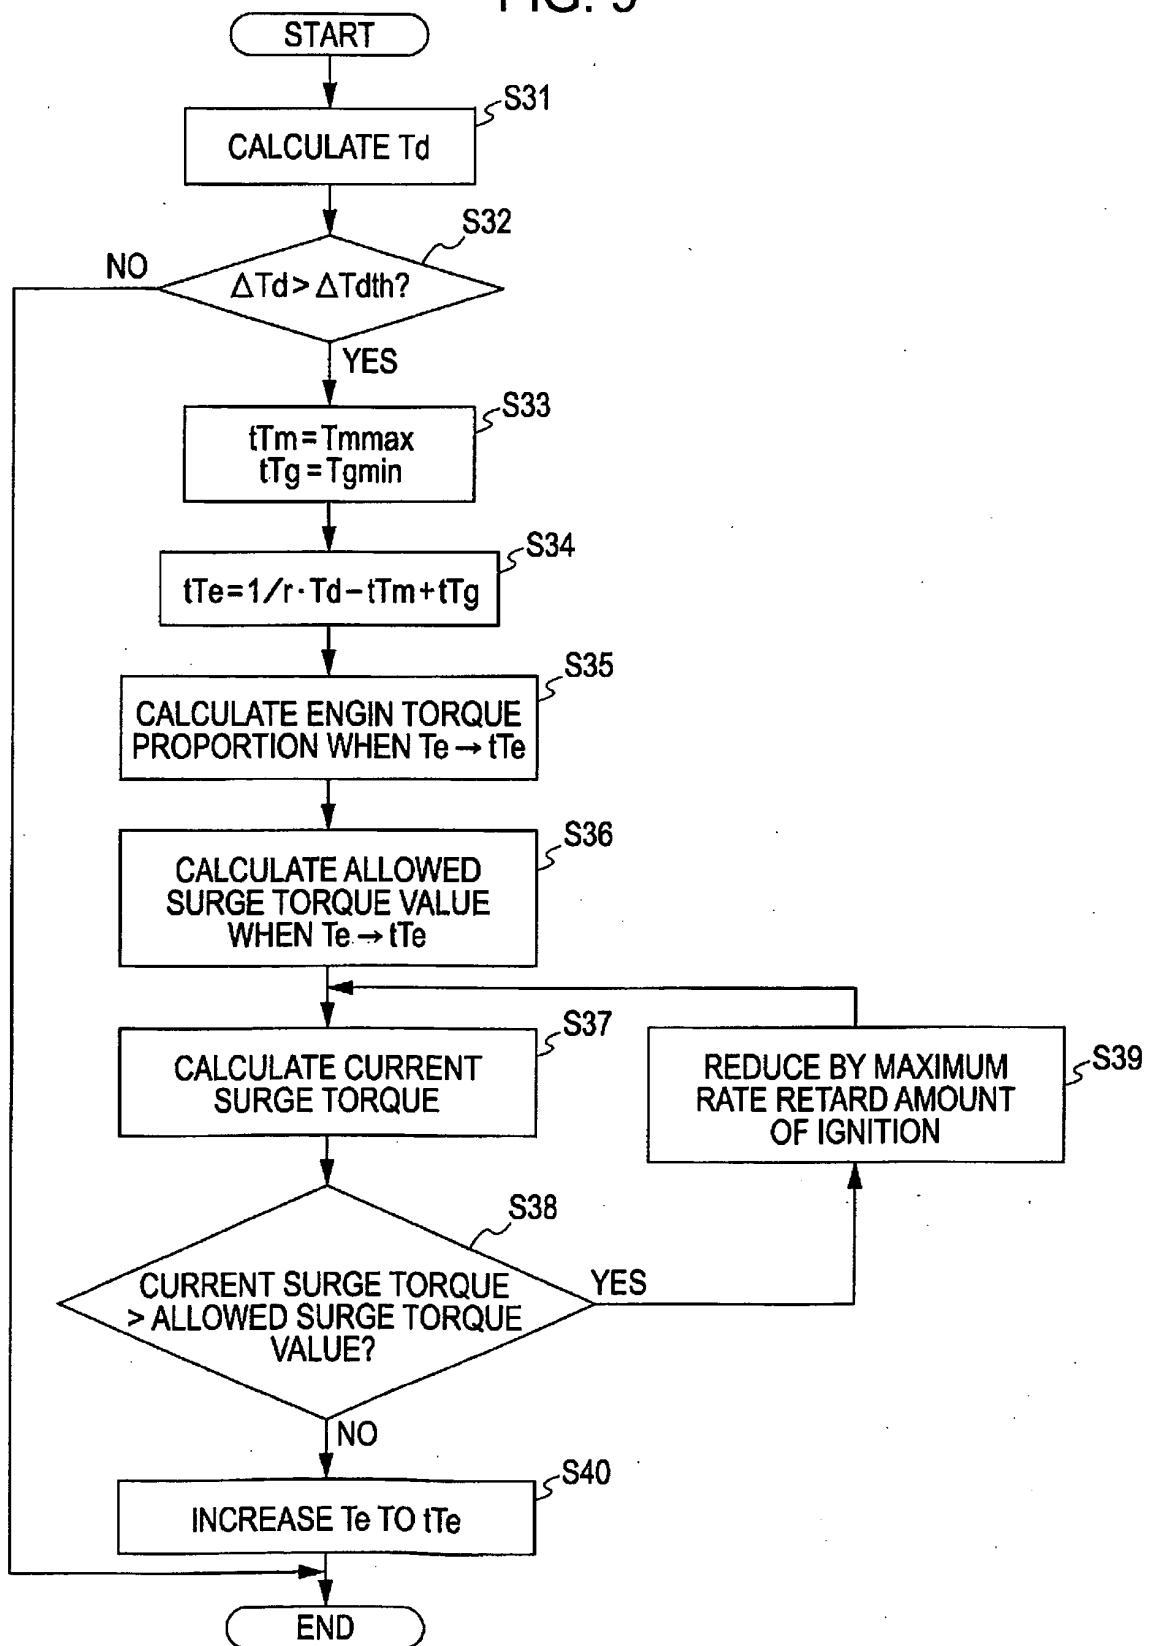 FIG. 9
START
S31
CALCULATE Td
S32
NO
ΔTd > ΔTdth?
YES
S33
tTm = Tmmax
tTg = Tgmin
S34
tTe = 1/r · Td − tTm + tTg
S35
CALCULATE ENGIN TORQUE
PROPORTION WHEN Te → tTe
S36
CALCULATE ALLOWED
SURGE TORQUE VALUE
WHEN Te → tTe
S37
CALCULATE CURRENT
SURGE TORQUE
S39
REDUCE BY MAXIMUM
RATE RETARD AMOUNT
OF IGNITION
S38
CURRENT SURGE TORQUE
> ALLOWED SURGE TORQUE
VALUE?
YES
NO
S40
INCREASE Te TO tTe
END